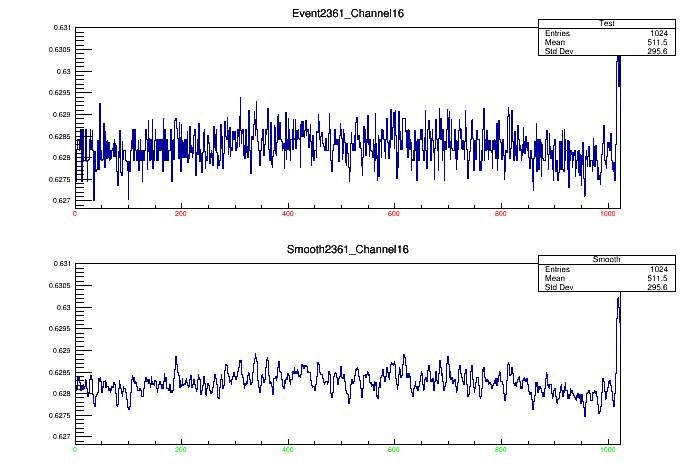 Event2361_Channel16
Test
Entries 1024
Mean 511.5
Std Dev 295.6
0.631
0.6305
0.63
0.6295
0.629
0.6285
0.628
0.6275
0.627
0 200 400 600 800 1000
Smooth2361_Channel16
Smooth
Entries 1024
Mean 511.5
Std Dev 295.6
0.631
0.6305
0.63
0.6295
0.629
0.6285
0.628
0.6275
0.627
0 200 400 600 800 1000